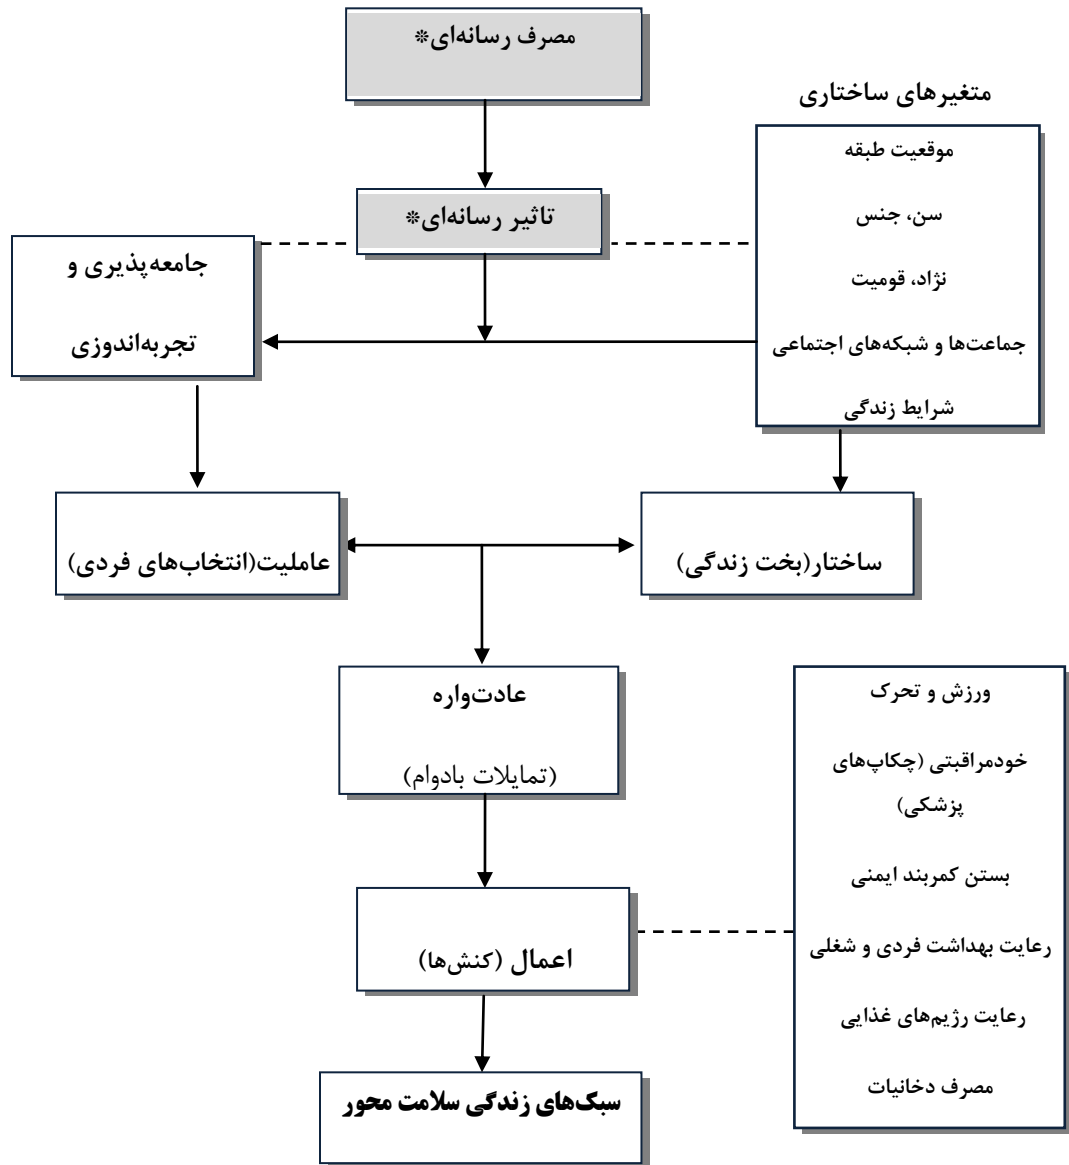 مصرف رسانه‌ای*
متغیرهای ساختاری
موقعیت طبقه
سن، جنس
نژاد، قومیت
جماعت‌ها و شبکه‌های اجتماعی
شرایط زندگی
تاثیر رسانه‌ای*
جامعه‌پذیری و
تجربه‌اندوزی
عاملیت(انتخاب‌های فردی)
ساختار(بخت زندگی)
عادت‌واره
(تمایلات بادوام)
اعمال (کنش‌ها)
ورزش و تحرک
خودمراقبتی (چکاپ‌های
پزشکی)
بستن کمربند ایمنی
رعایت بهداشت فردی و شغلی
رعایت رژیم‌های غذایی
مصرف دخانیات
سبک‌های زندگی سلامت محور